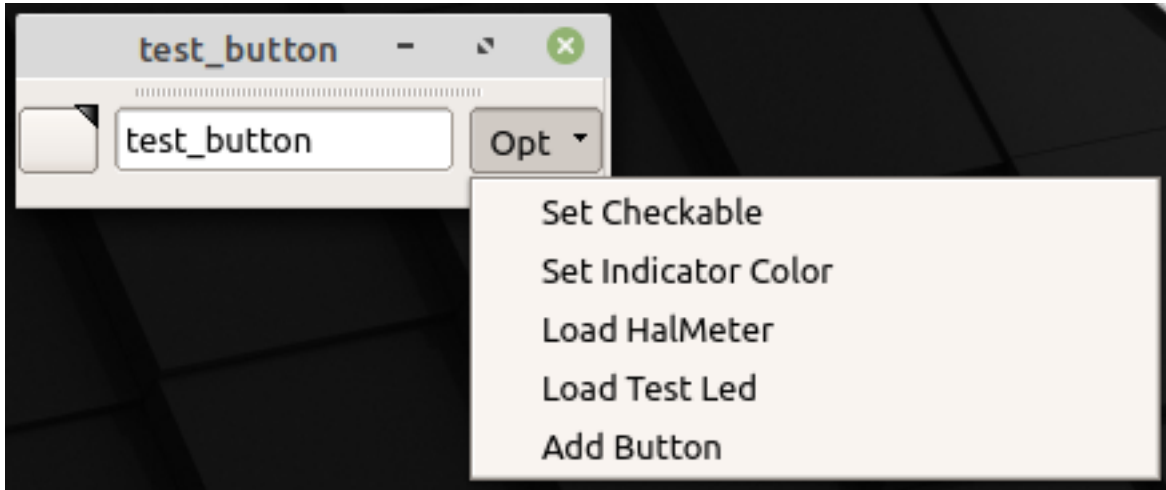 test_button
test_button
Opt
Set Checkable
Set Indicator Color
Load HalMeter
Load Test Led
Add Button